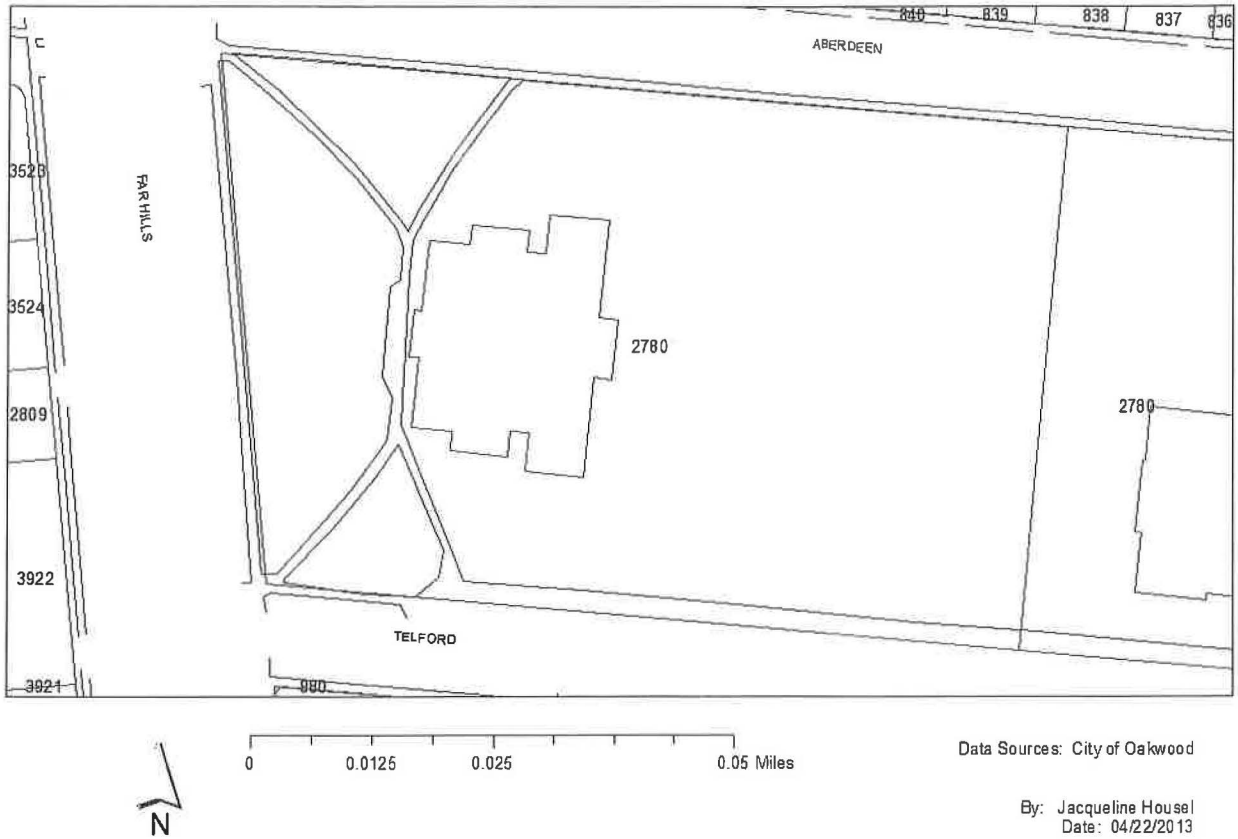 840 839 838 837 836
ABERDEEN
3523
FAR HILLS
3524
2780
2780
2809
3922
TELFORD
3921
980
0 0.0125 0.025 0.05 Miles
N
Data Sources: City of Oakwood
By: Jacqueline Housel
Date: 04/22/2013